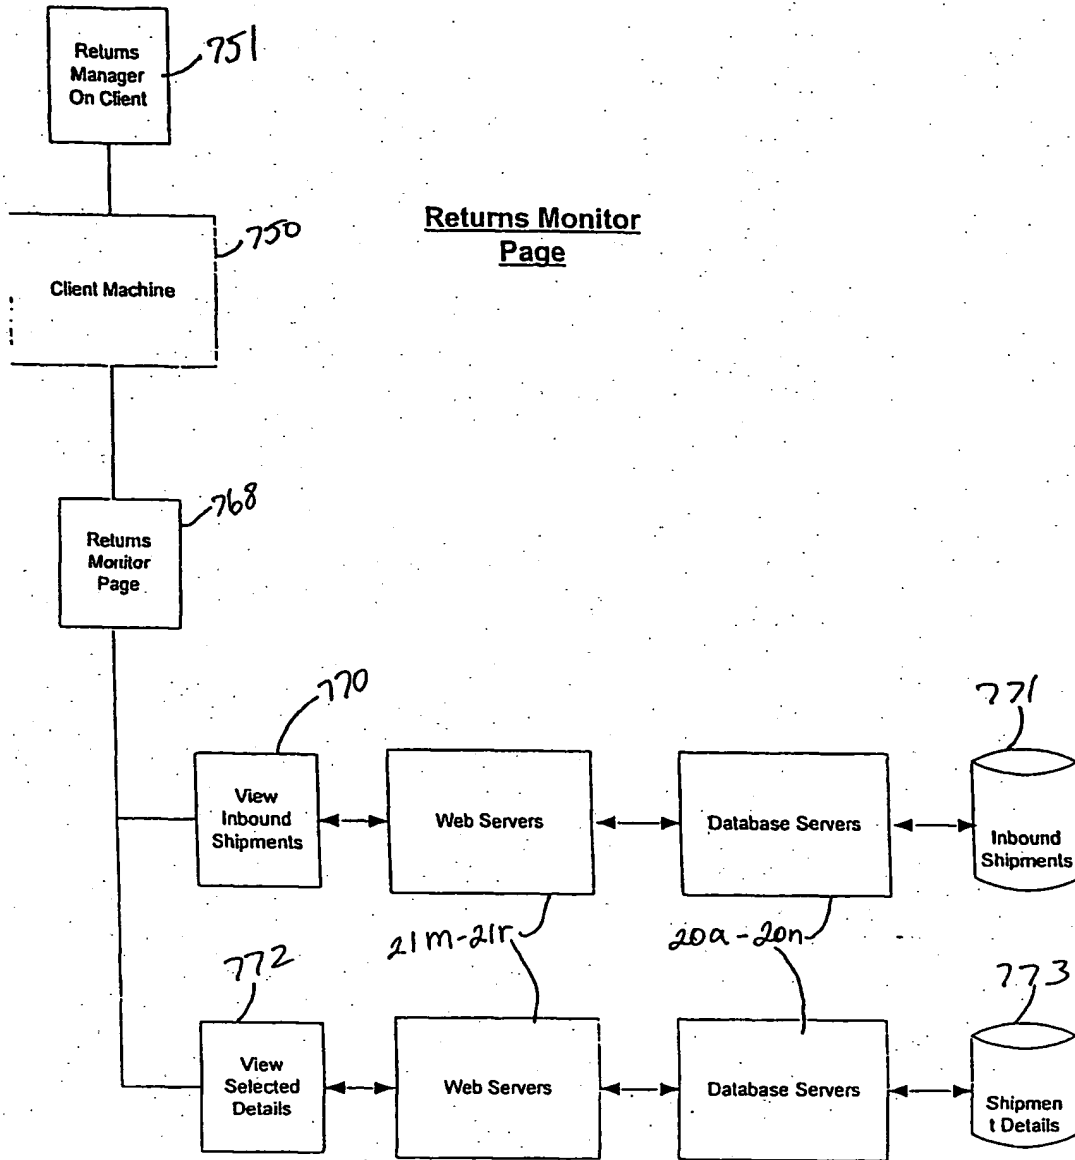 Returns
Manager
On Client
751
Client Machine
750
Returns Monitor
Page
Returns
Monitor
Page
768
770
771
View
Inbound
Shipments
Web Servers
Database Servers
Inbound
Shipments
21m-21r
20a-20n
772
773
View
Selected
Details
Web Servers
Database Servers
Shipmen
t Details